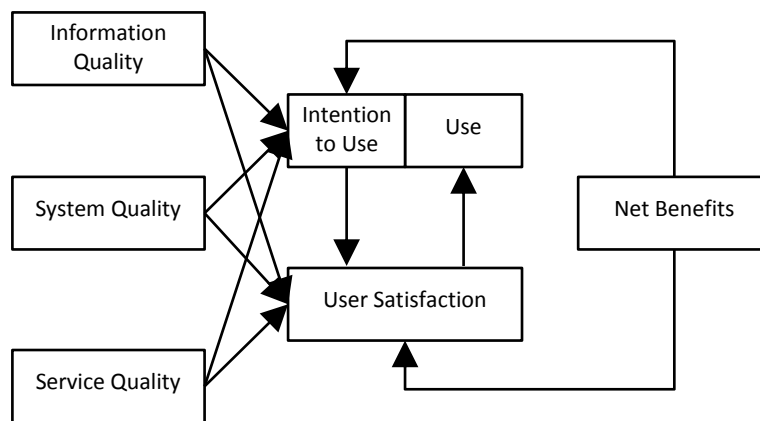 Information
Quality
Intention
to Use
Use
System Quality
Net Benefits
User Satisfaction
Service Quality